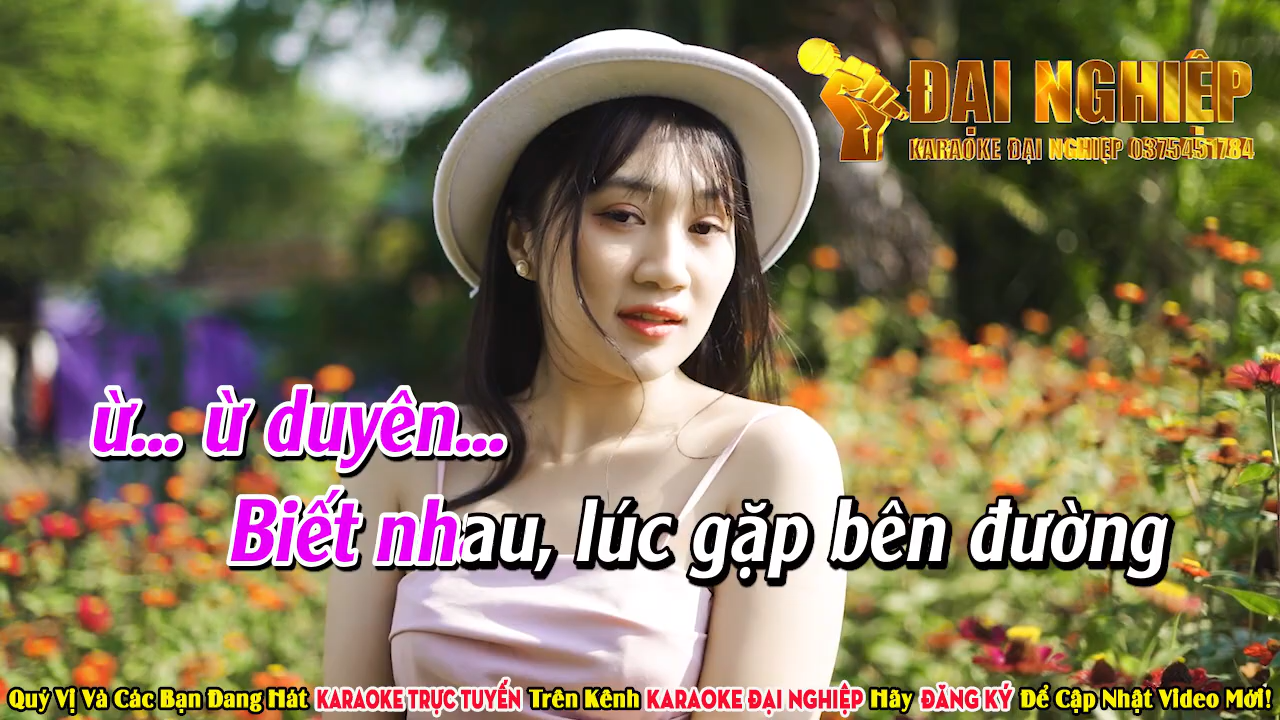 ĐẠI NGHIỆP
KARAOKE ĐẠI NGHIỆP 0375451784
ừ... ừ duyên...
Biết nhau, lúc gặp bên đường
Quý Vị Và Các Bạn Đang Hát KARAOKE TRỰC TUYẾN Trên Kênh KARAOKE ĐẠI NGHIỆP Hãy ĐĂNG KÝ Để Cập Nhật Video Mới!